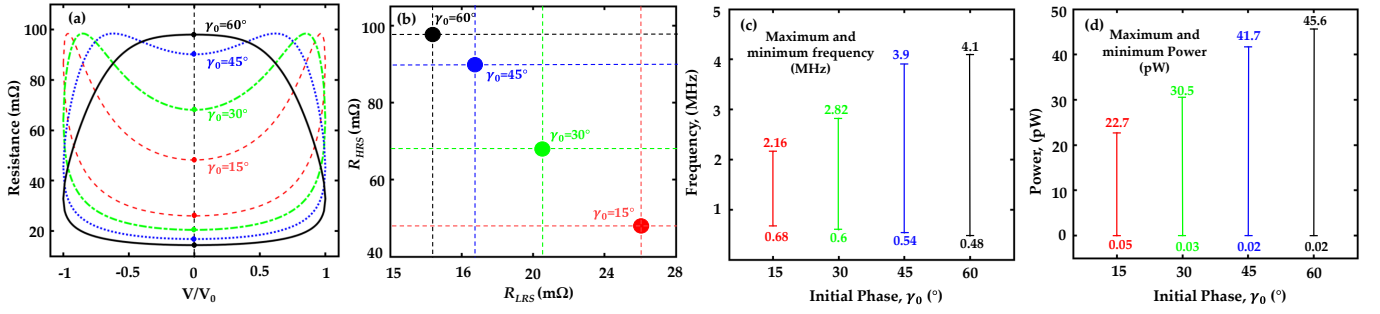 (a)
γ₀=60°
γ₀=45°
γ₀=30°
γ₀=15°
Resistance (mΩ)
100
80
60
40
20
-1
-0.5
0
0.5
1
V/V₀
(b)
γ₀=60°
γ₀=45°
γ₀=30°
γ₀=15°
R_HRS (mΩ)
100
80
60
40
15
16
20
24
28
R_LRS (mΩ)
(c)
Maximum and
minimum frequency
(MHz)
Frequency, (MHz)
5
4
3
2
1
2.16
0.68
2.82
0.6
3.9
0.54
4.1
0.48
15
30
45
60
Initial Phase, γ₀ (°)
(d)
Maximum and
minimum Power
(pW)
Power, (pW)
50
40
30
20
10
0
22.7
0.05
30.5
0.03
41.7
0.02
45.6
0.02
15
30
45
60
Initial Phase, γ₀ (°)